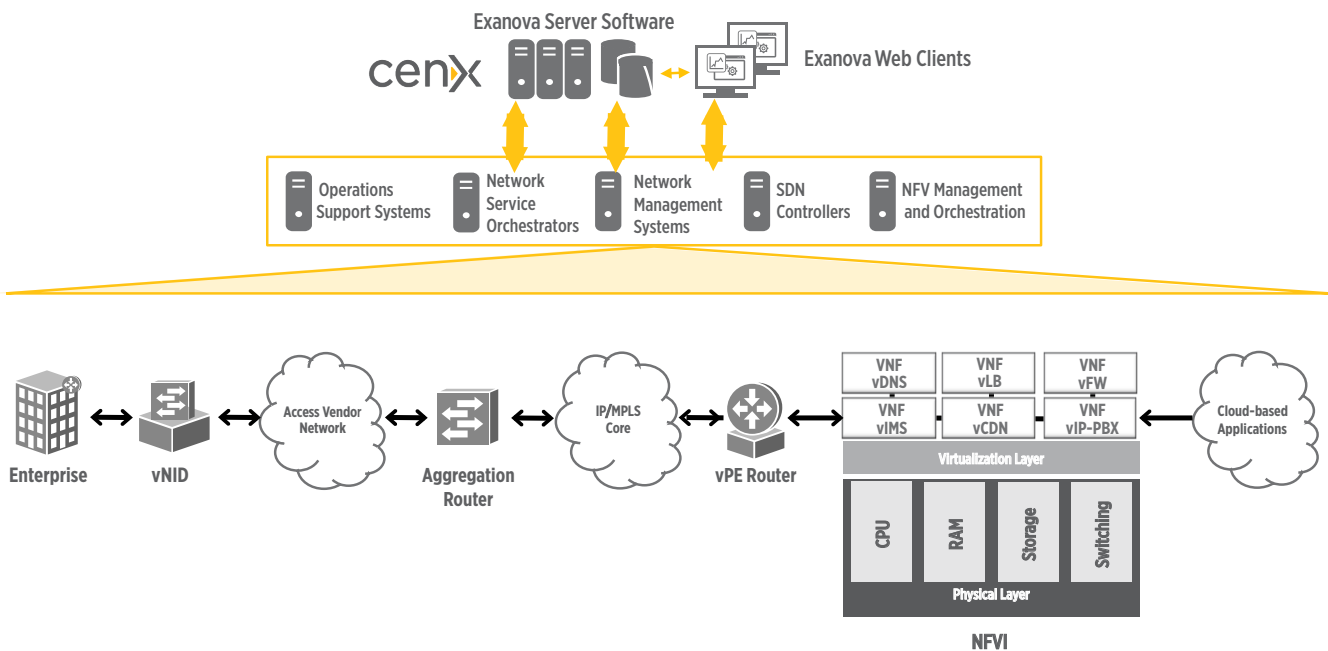 Exanova Server Software
cenx
Exanova Web Clients
Operations
Support Systems
Network
Service
Orchestrators
Network
Management
Systems
SDN
Controllers
NFV Management
and Orchestration
Enterprise
vNID
Access Vendor
Network
Aggregation
Router
IP/MPLS
Core
vPE Router
VNF
vDNS
VNF
vLB
VNF
vFW
VNF
vIMS
VNF
vCDN
VNF
vIP-PBX
Virtualization Layer
CPU
RAM
Storage
Switching
Physical Layer
NFVI
Cloud-based
Applications